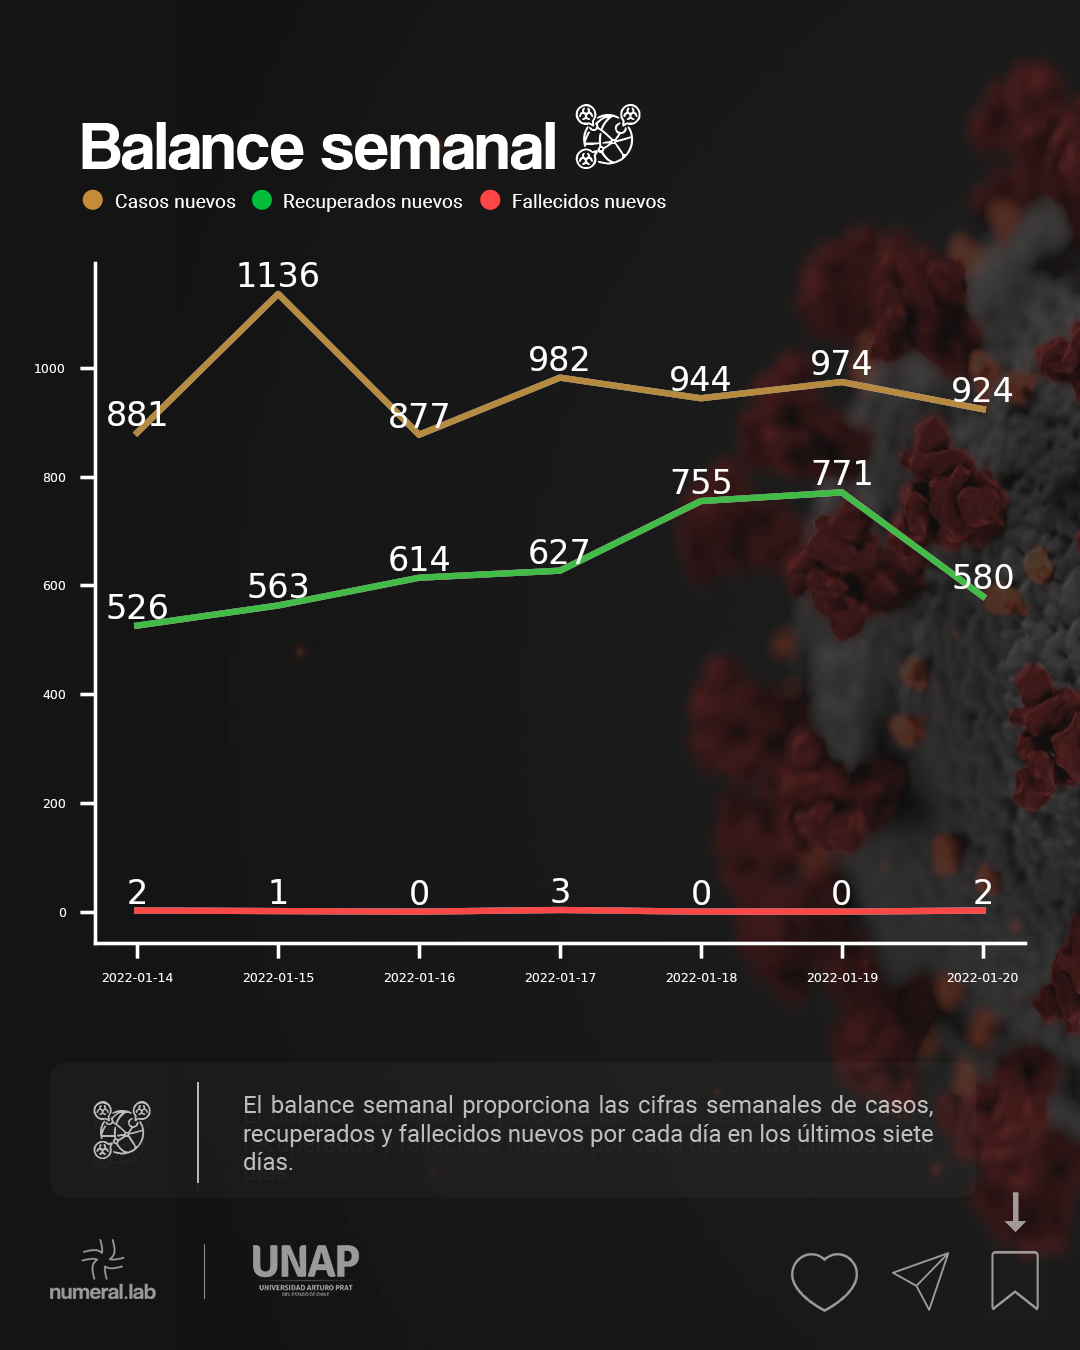 Balance semanal
Casos nuevos Recuperados nuevos Fallecidos nuevos
1136
1000
982
944
974
924
881
877
800
755
771
600
526
563
614
627
580
400
200
0
2 1 0 3 0 0 2
2022-01-14 2022-01-15 2022-01-16 2022-01-17 2022-01-18 2022-01-19 2022-01-20
El balance semanal proporciona las cifras semanales de casos,
recuperados y fallecidos nuevos por cada día en los últimos siete
días.
numeral.lab
UNAP
UNIVERSIDAD ARTURO PRAT
DEL ESTADO DE CHILE